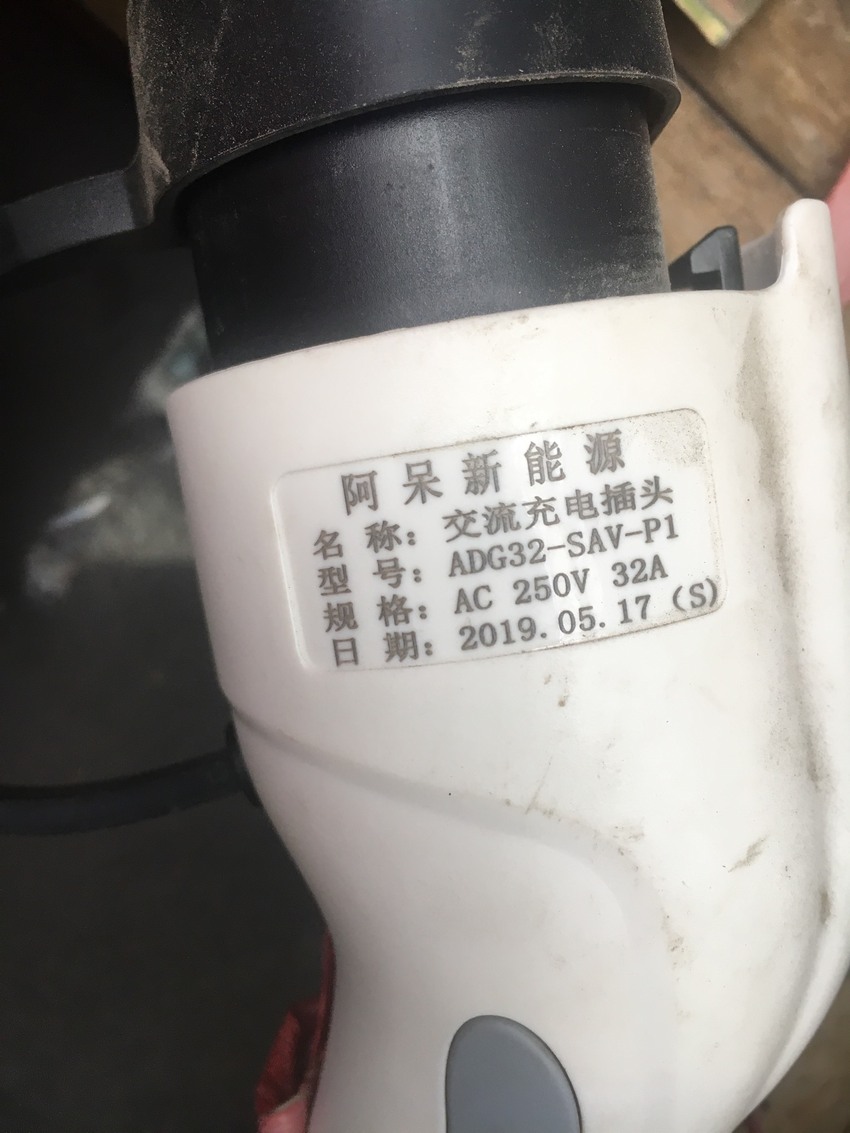 阿呆新能源
名 称：交流充电插头
型 号：ADG32-SAV-P1
规 格：AC 250V 32A
日 期：2019.05.17（S）